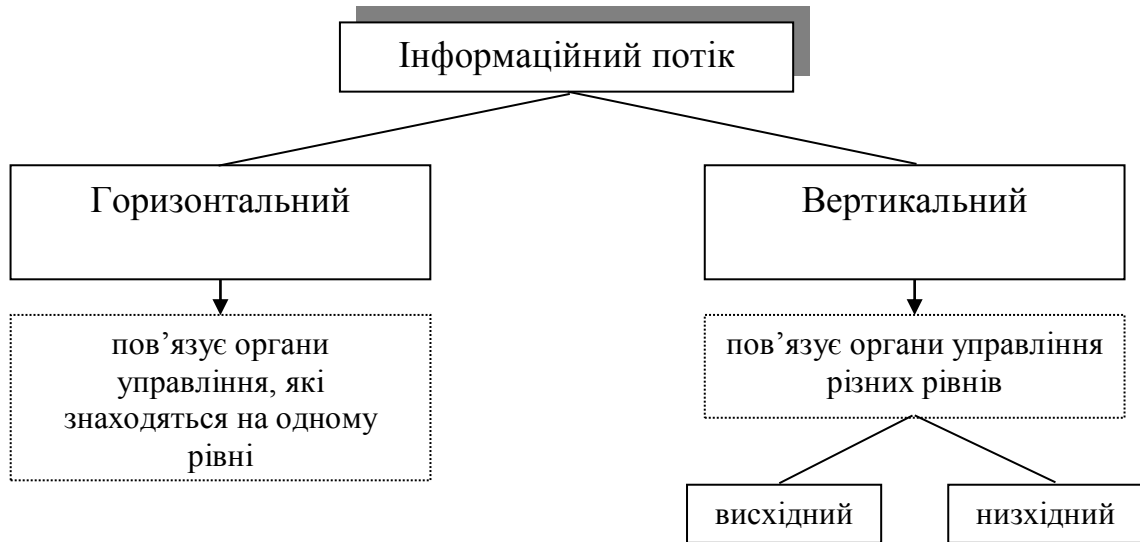 Інформаційний потік
Горизонтальний
Вертикальний
пов’язує органи
управління, які
знаходяться на одному
рівні
пов’язує органи управління
різних рівнів
висхідний
низхідний